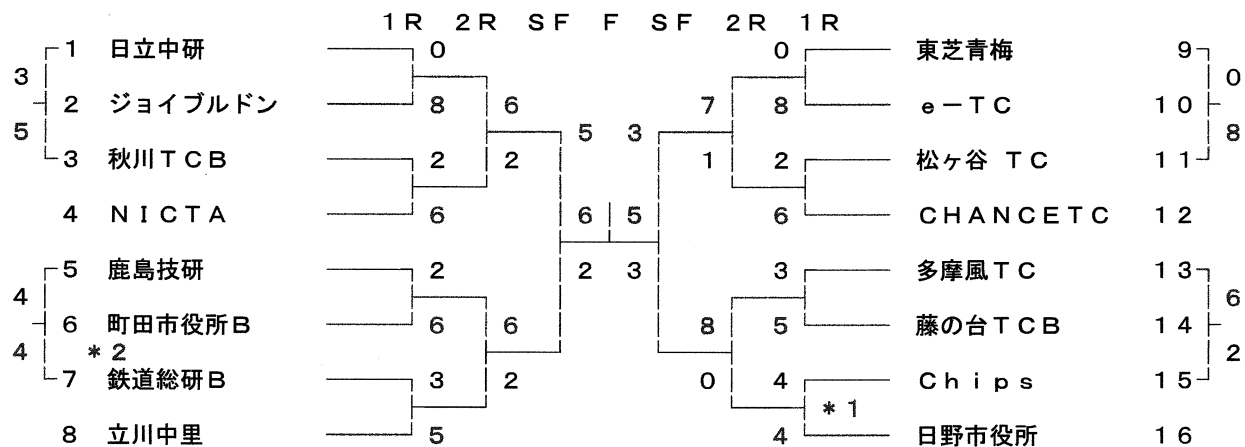 1R 2R SF F SF 2R 1R
1 日立中研 0 0 東芝青梅 9
3 0
2 ジョイブルドン 8 6 7 8 e-TC 10
5 5 3 8
3 秋川TCB 2 2 1 2 松ヶ谷 TC 11
4 NICTA 6 6 5 6 CHANCETC 12
5 鹿島技研 2 2 3 3 多摩風TC 13
4 6
6 町田市役所B 6 6 8 5 藤の台TCB 14
4 *2 2
7 鉄道総研B 3 2 0 4 Chips 15
*1
8 立川中里 5 4 日野市役所 16